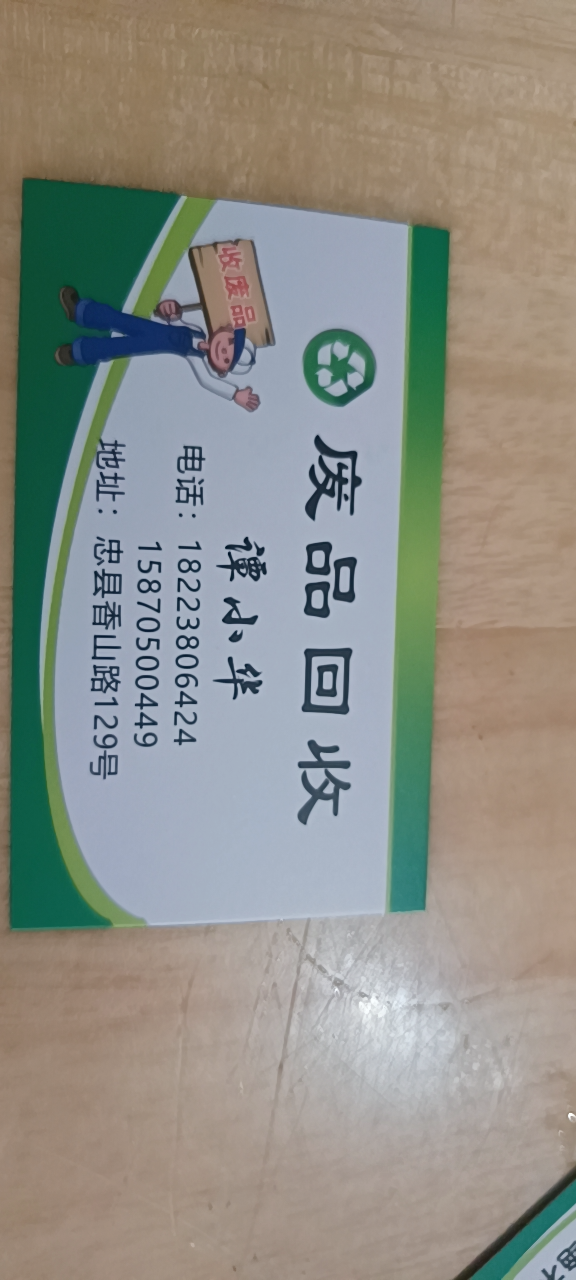 收废品
废品回收
谭小华
电话：18223806424
15870500449
地址：忠县香山路129号